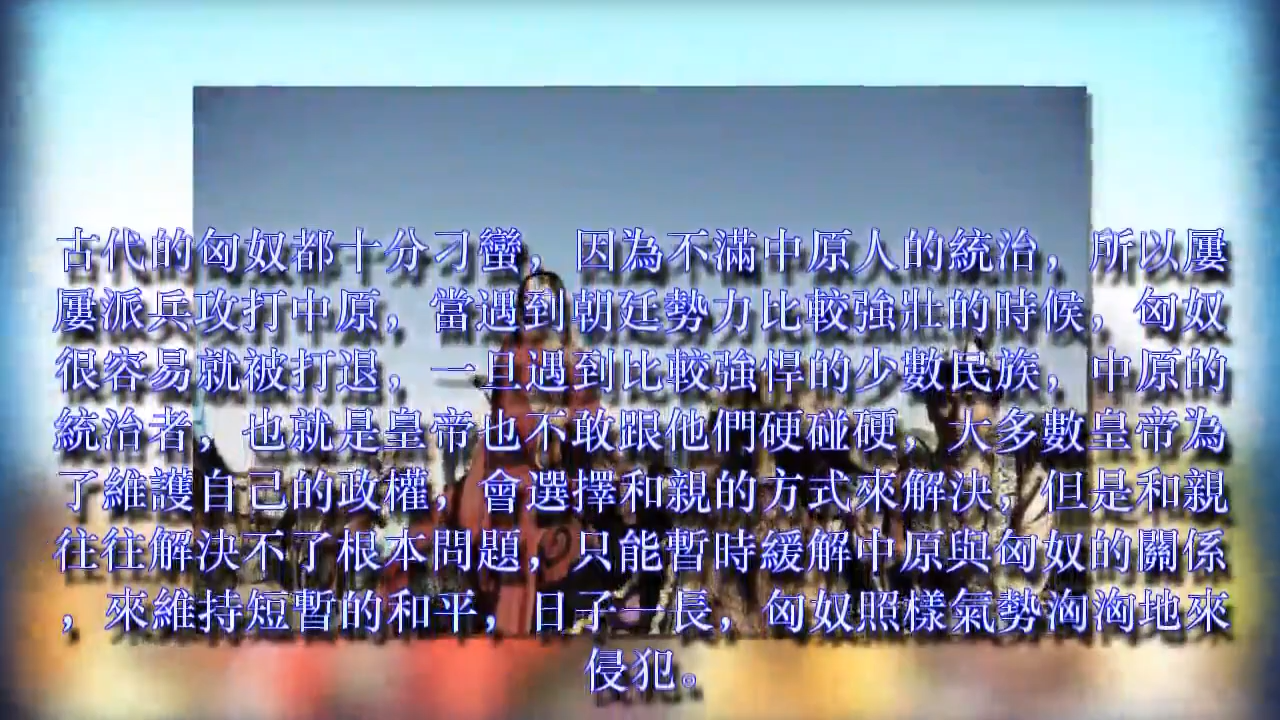 古代的匈奴都十分刁蠻，因為不滿中原人的統治，所以屢
屢派兵攻打中原，當遇到朝廷勢力比較強壯的時侯，匈奴
很容易就被打退，一旦遇到比較強悍的少數民族，中原的
統治者，也就是皇帝也不敢跟他們硬碰硬，大多數皇帝為
了維護自己的政權，會選擇和親的方式來解決，但是和親
往往解決不了根本問題，只能暫時緩解中原與匈奴的關係
，來維持短暫的和平，日子一長，匈奴照樣氣勢洶洶地來
侵犯。